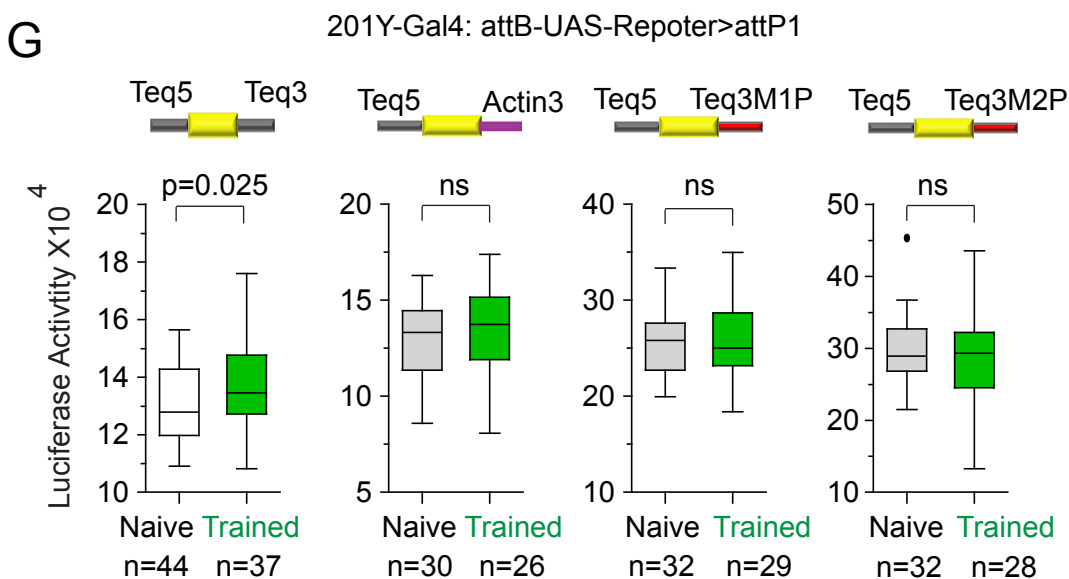 G
201Y-Gal4: attB-UAS-Repoter>attP1
Teq5 Teq3
Teq5 Actin3
Teq5 Teq3M1P
Teq5 Teq3M2P
Luciferase Activtity X10 4
p=0.025
20
18
16
14
12
10
Naive Trained
n=44 n=37
ns
20
15
10
5
Naive Trained
n=30 n=26
ns
40
30
20
10
Naive Trained
n=32 n=29
ns
50
40
30
20
10
Naive Trained
n=32 n=28